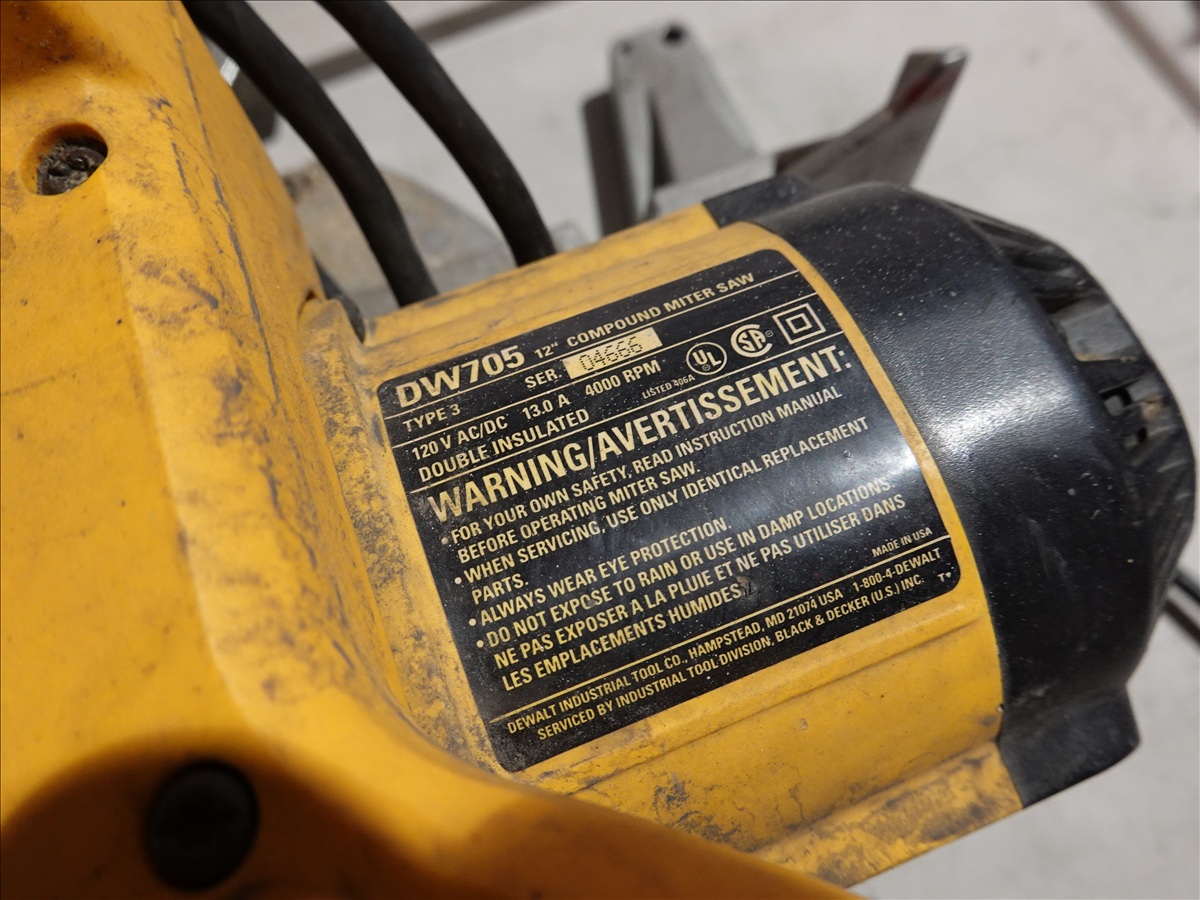 DW705 12" COMPOUND MITER SAW
TYPE 3 SER. 04666
120 V AC/DC 13.0 A 4000 RPM
DOUBLE INSULATED LISTED 406A UL SA
WARNING/AVERTISSEMENT:
• FOR YOUR OWN SAFETY, READ INSTRUCTION MANUAL
BEFORE OPERATING MITER SAW.
• WHEN SERVICING, USE ONLY IDENTICAL REPLACEMENT
PARTS.
• ALWAYS WEAR EYE PROTECTION.
• DO NOT EXPOSE TO RAIN OR USE IN DAMP LOCATIONS.
NE PAS EXPOSER A LA PLUIE ET NE PAS UTILISER DANS
LES EMPLACEMENTS HUMIDES.
MADE IN USA
DEWALT INDUSTRIAL TOOL CO., HAMPSTEAD, MD 21074 USA 1-800-4-DEWALT
SERVICED BY INDUSTRIAL TOOL DIVISION, BLACK & DECKER (U.S.) INC.